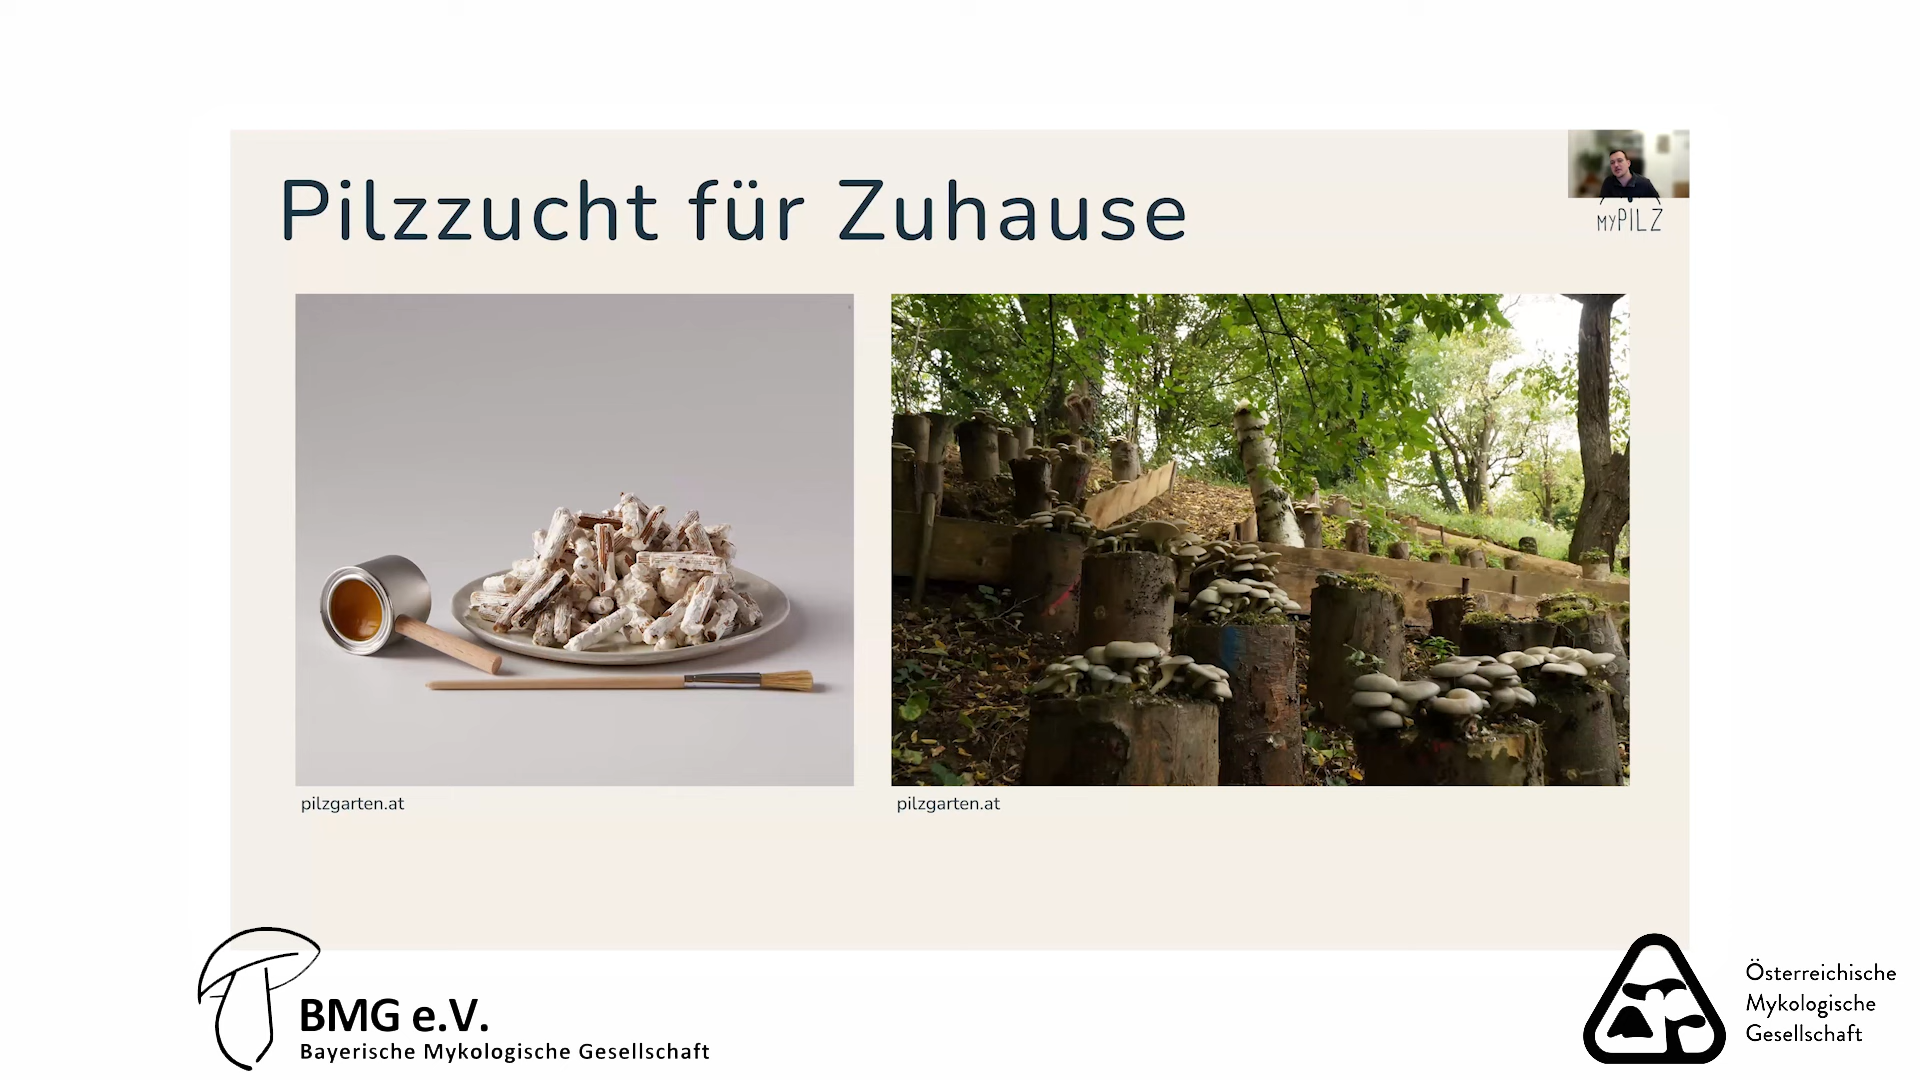 Pilzzucht für Zuhause
MYPILZ
pilzgarten.at
pilzgarten.at
BMG e.V.
Bayerische Mykologische Gesellschaft
Österreichische
Mykologische
Gesellschaft